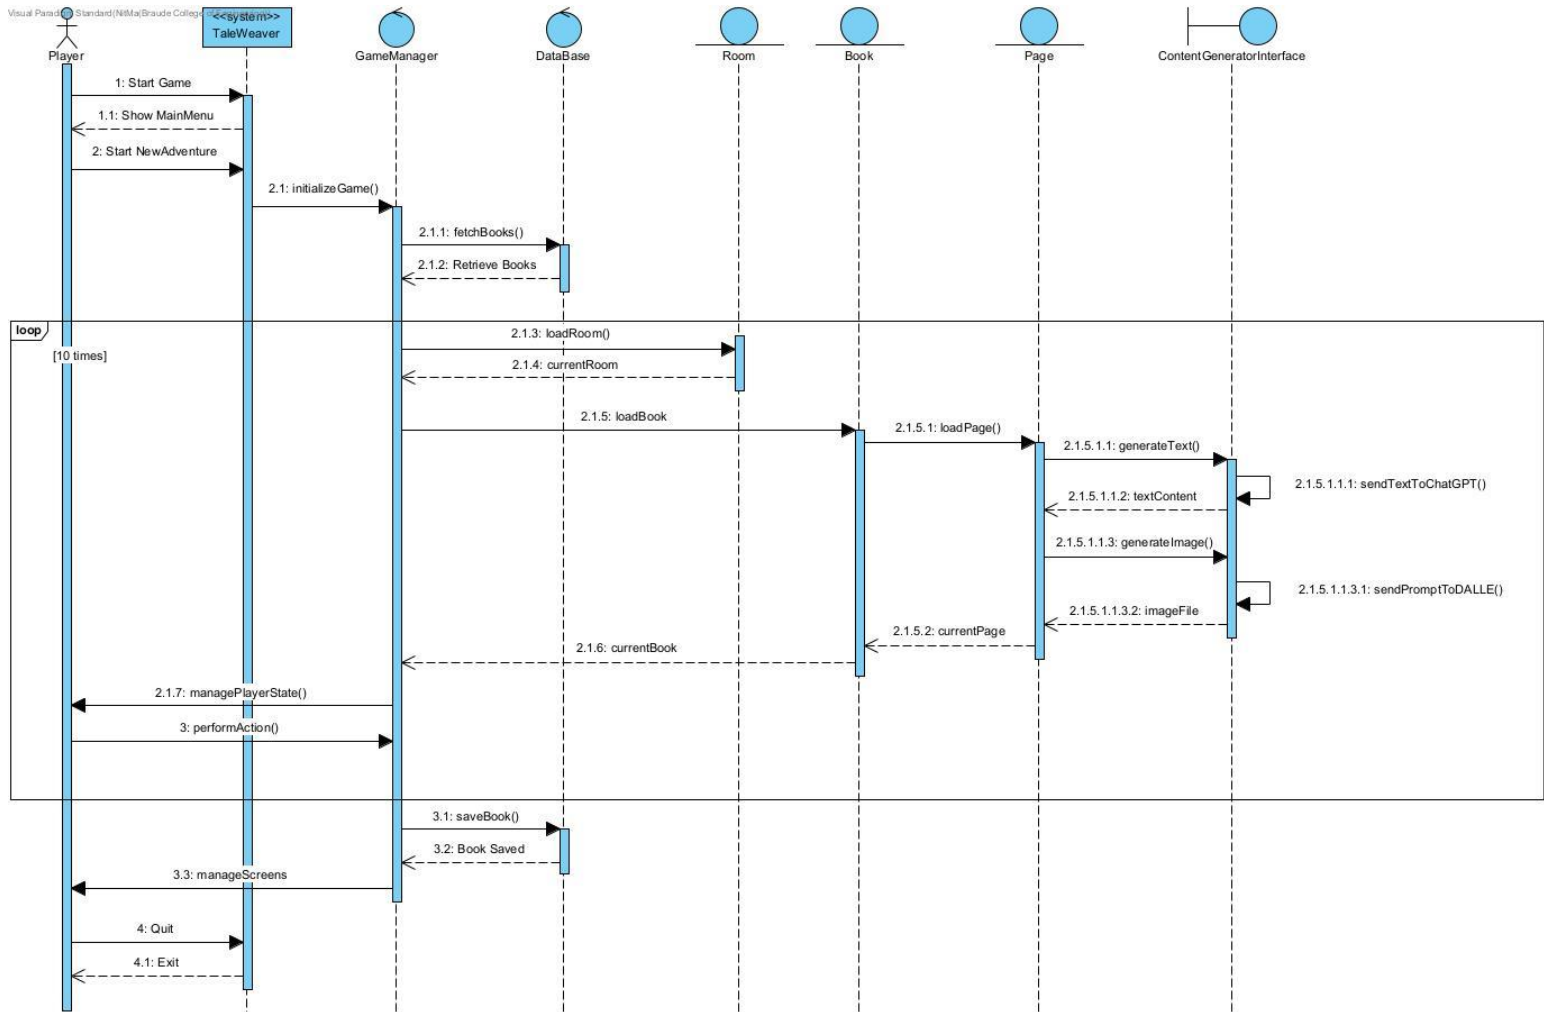 Visual Paradigm Standard(NitMa(Braude College of
<<system>>
TaleWeaver
Player
GameManager
DataBase
Room
Book
Page
ContentGeneratorInterface
1: Start Game
1.1: Show MainMenu
2: Start NewAdventure
2.1: initializeGame()
2.1.1: fetchBooks()
2.1.2: Retrieve Books
loop
[10 times]
2.1.3: loadRoom()
2.1.4: currentRoom
2.1.5: loadBook
2.1.5.1: loadPage()
2.1.5.1.1: generateText()
2.1.5.1.1.1: sendTextToChatGPT()
2.1.5.1.1.2: textContent
2.1.5.1.1.3: generateImage()
2.1.5.1.1.3.1: sendPromptToDALLE()
2.1.5.1.1.3.2: imageFile
2.1.5.2: currentPage
2.1.6: currentBook
2.1.7: managePlayerState()
3: performAction()
3.1: saveBook()
3.2: Book Saved
3.3: manageScreens
4: Quit
4.1: Exit